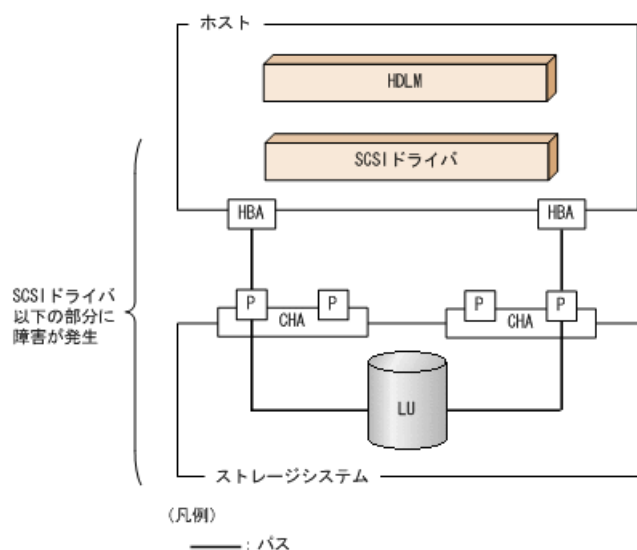 ホスト
HDLM
SCSIドライバ
HBA
HBA
SCSIドライバ
以下の部分に
障害が発生
P
P
P
P
CHA
CHA
LU
ストレージシステム
(凡例)
: パス